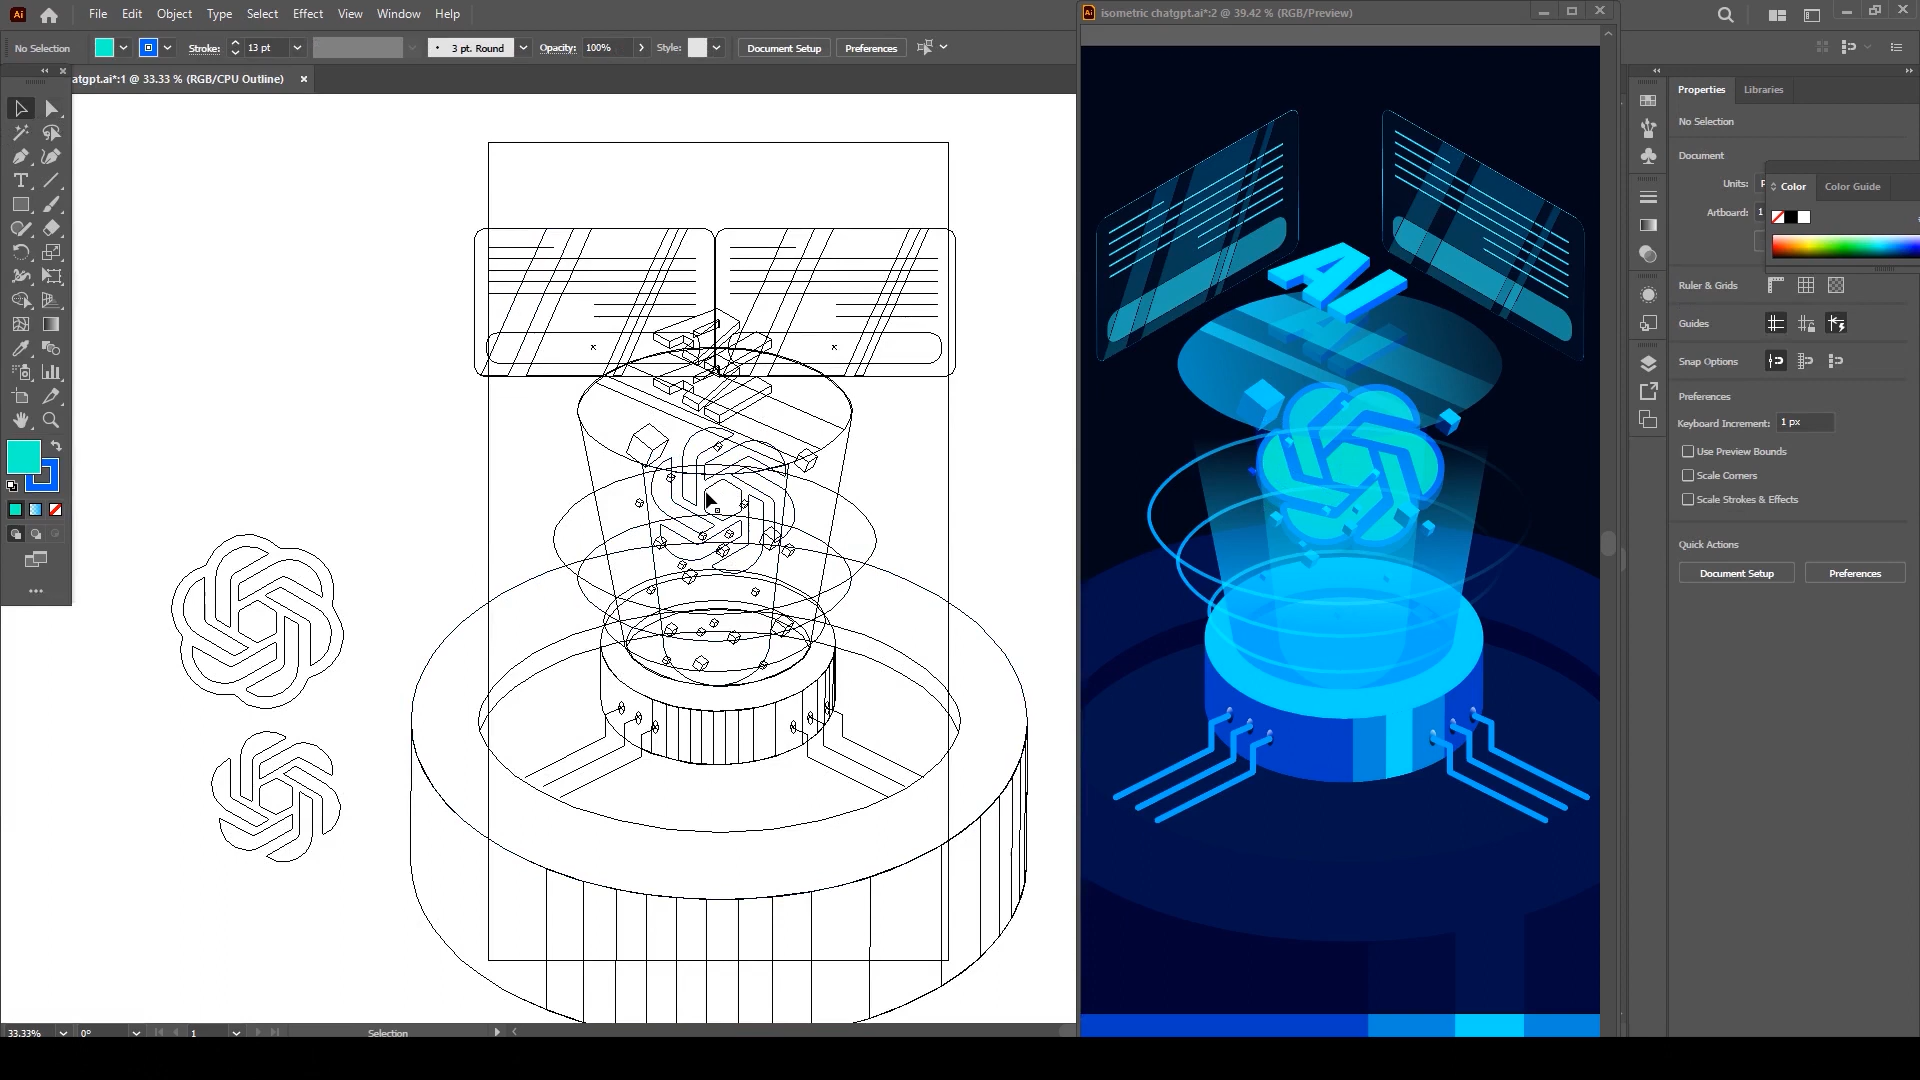 Ai
File Edit Object Type Select Effect View Window Help
Ai isometric chatgpt.ai*:2 @ 39.42 % (RGB/Preview)
No Selection
Stroke: 13 pt
3 pt. Round
Opacity: 100%
Style:
Document Setup
Preferences
atgpt.ai*:1 @ 33.33 % (RGB/CPU Outline)
Properties Libraries
No Selection
Document
Units:
Color Color Guide
Artboard: 1
Ruler & Grids
Guides
Snap Options
Preferences
Keyboard Increment: 1 px
Use Preview Bounds
Scale Corners
Scale Strokes & Effects
Quick Actions
Document Setup
Preferences
AI
33.33% 0° 1 Selection